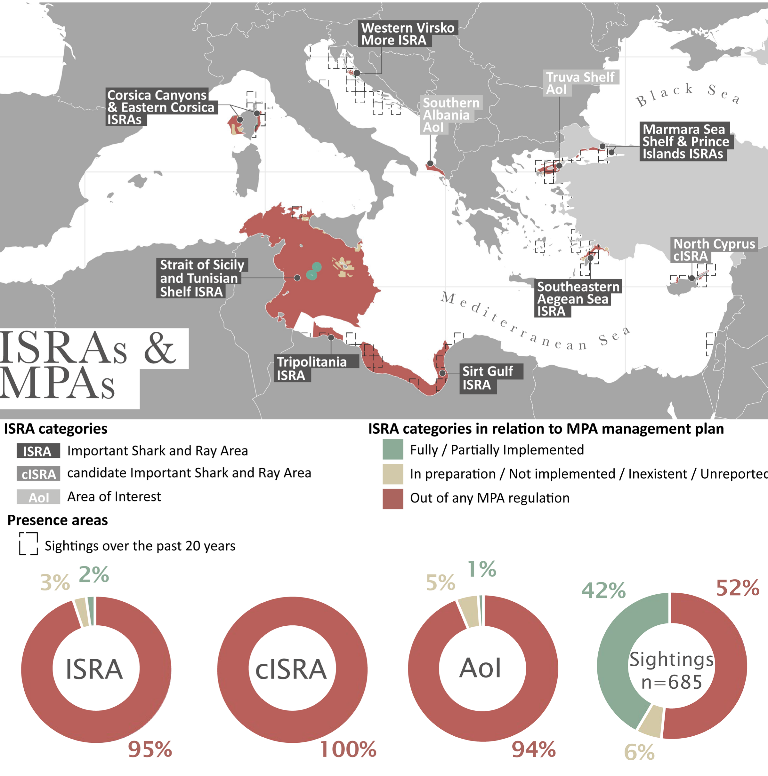 Western Virsko
More ISRA
Corsica Canyons
& Eastern Corsica
ISRAs
Southern
Albania
AoI
Truva Shelf
AoI
Black Sea
Marmara Sea
Shelf & Prince
Islands ISRAs
Strait of Sicily
and Tunisian
Shelf ISRA
North Cyprus
cISRA
Southeastern
Aegean Sea
ISRA
Mediterranean Sea
ISRAs &
MPAs
Tripolitania
ISRA
Sirt Gulf
ISRA
ISRA categories
ISRA Important Shark and Ray Area
cISRA candidate Important Shark and Ray Area
AoI Area of Interest
Presence areas
Sightings over the past 20 years
ISRA categories in relation to MPA management plan
Fully / Partially Implemented
In preparation / Not implemented / Inexistent / Unreported
Out of any MPA regulation
3% 2%
ISRA
95%
cISRA
100%
5% 1%
AoI
94%
42% 52%
Sightings
n=685
6%